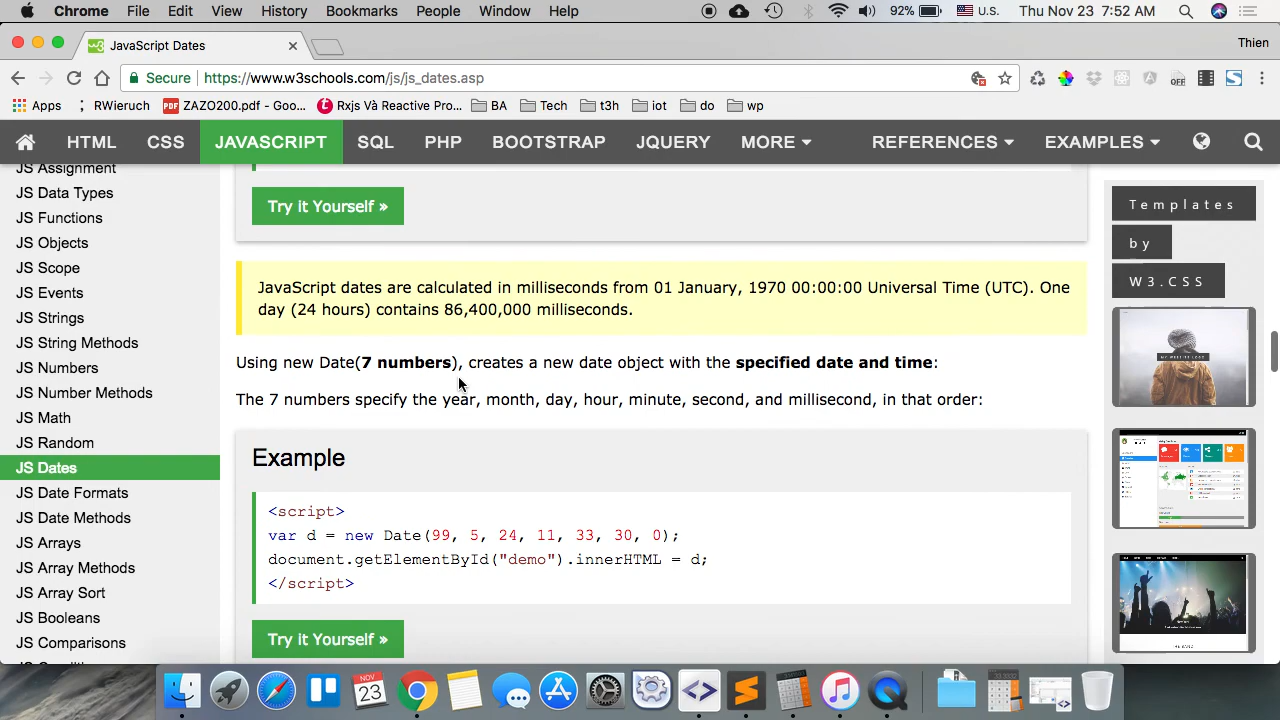 Chrome File Edit View History Bookmarks People Window Help 92% U.S. Thu Nov 23 7:52 AM
JavaScript Dates Thien
Secure https://www.w3schools.com/js/js_dates.asp OFF
Apps RWieruch PDF ZAZO200.pdf - Goo... Rxjs Và Reactive Pro... BA Tech t3h iot do wp
HTML CSS JAVASCRIPT SQL PHP BOOTSTRAP JQUERY MORE REFERENCES EXAMPLES
JS Assignment
JS Data Types
JS Functions
JS Objects
JS Scope
JS Events
JS Strings
JS String Methods
JS Numbers
JS Number Methods
JS Math
JS Random
JS Dates
JS Date Formats
JS Date Methods
JS Arrays
JS Array Methods
JS Array Sort
JS Booleans
JS Comparisons
Try it Yourself »
JavaScript dates are calculated in milliseconds from 01 January, 1970 00:00:00 Universal Time (UTC). One
day (24 hours) contains 86,400,000 milliseconds.
Using new Date(7 numbers), creates a new date object with the specified date and time:
The 7 numbers specify the year, month, day, hour, minute, second, and millisecond, in that order:
Example
<script>
var d = new Date(99, 5, 24, 11, 33, 30, 0);
document.getElementById("demo").innerHTML = d;
</script>
Try it Yourself »
Templates
by
W3.CSS
NOV
23